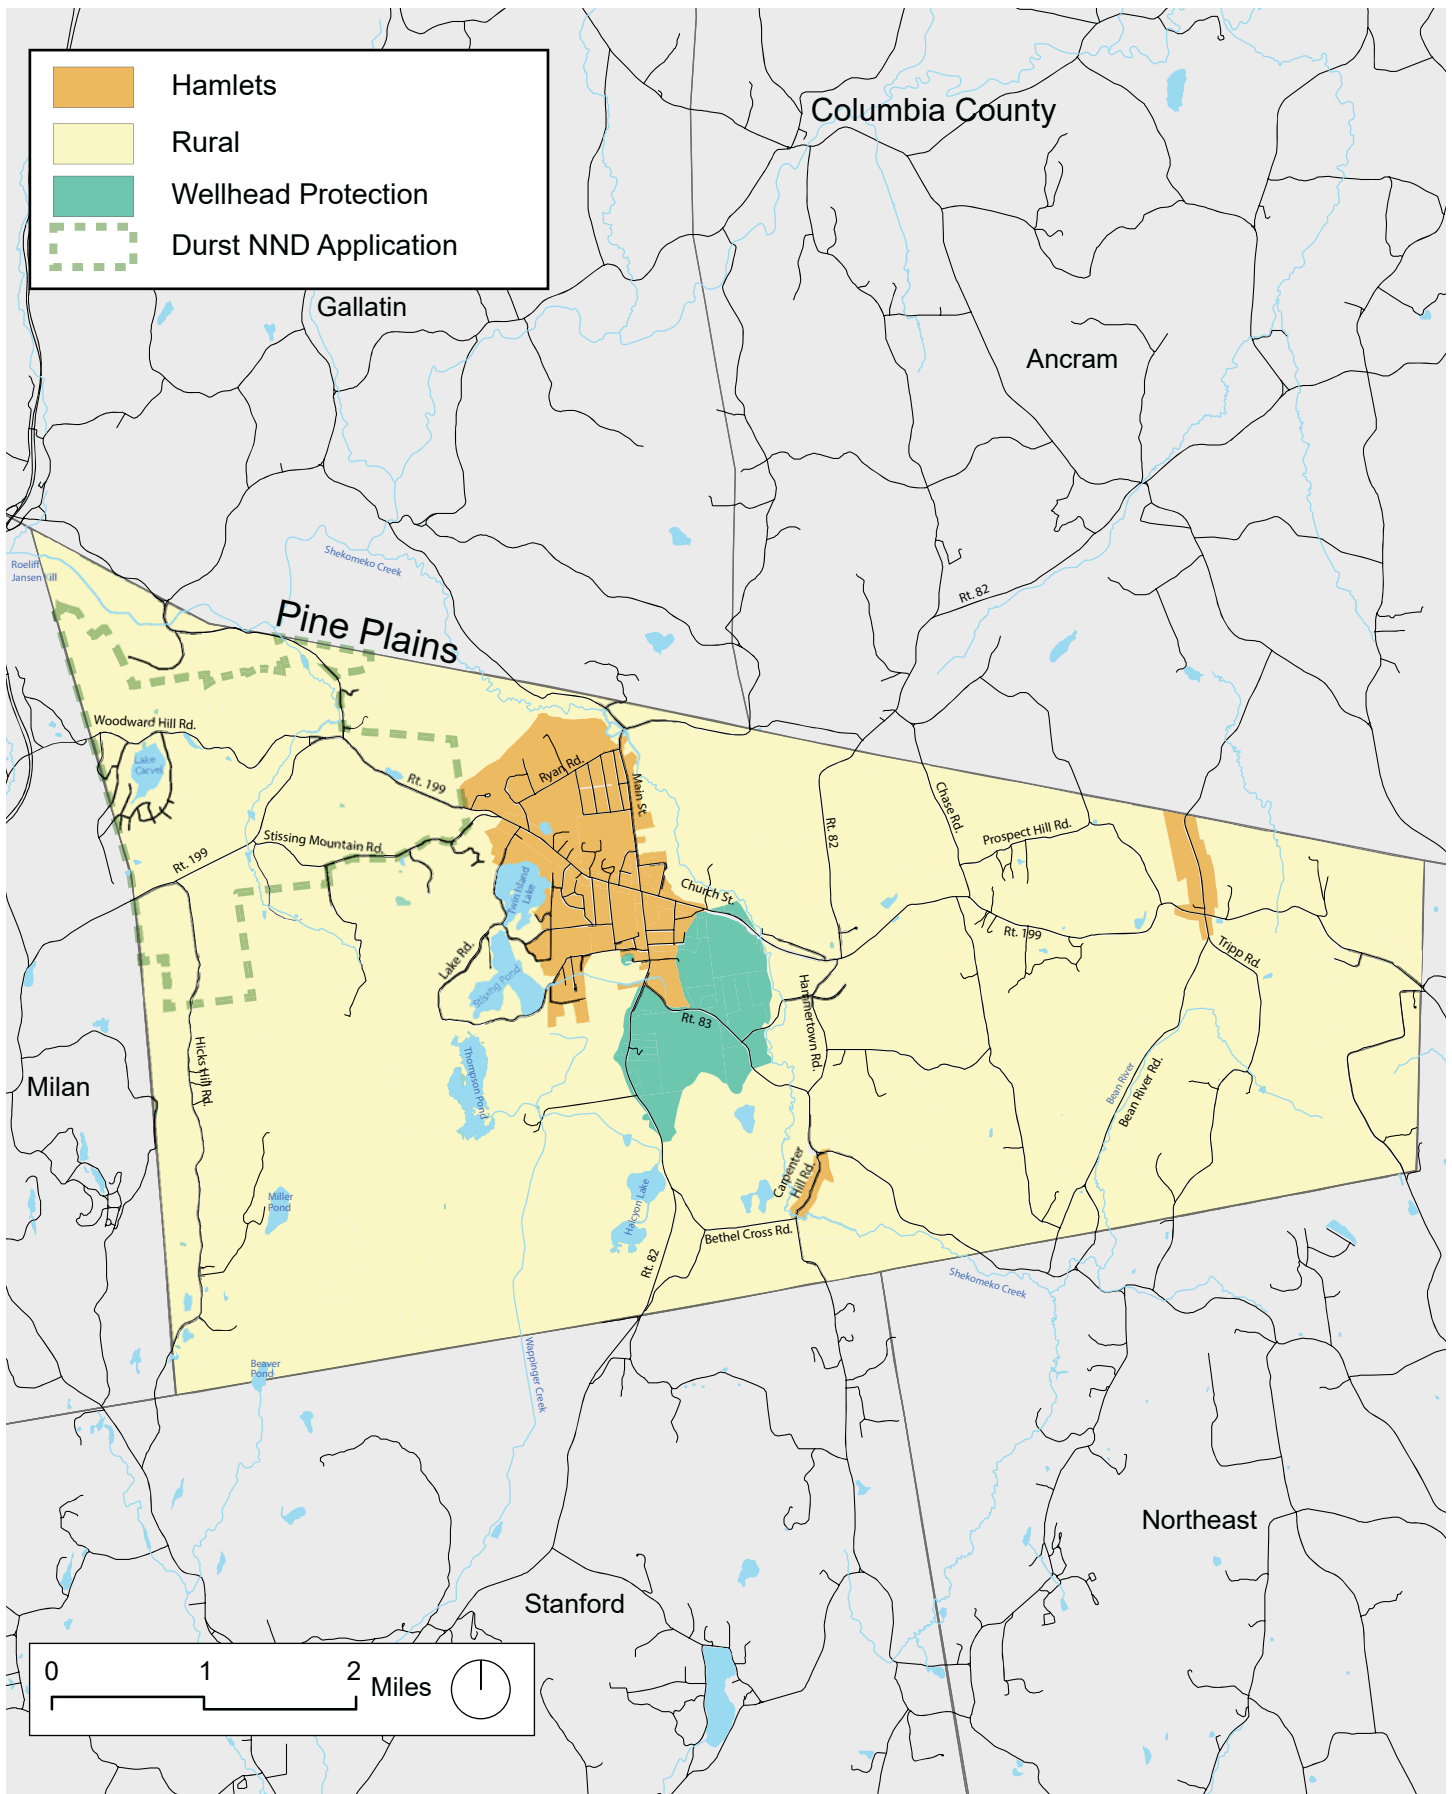 Hamlets
Rural
Wellhead Protection
Durst NND Application
Columbia County
Gallatin
Ancram
Shekomeko Creek
Roeliff
Jansen Kill
Rt. 82
Pine Plains
Woodward Hill Rd.
Lake
Carvel
Rt. 199
Ryan Rd.
Main St.
Chase Rd.
Rt. 82
Prospect Hill Rd.
Stissing Mountain Rd.
Rt. 199
Twin Island
Lake
Church St.
Rt. 199
Tripp Rd.
Lake Rd.
Stissing Pond
Hammertown Rd.
Rt. 83
Hicks Hill Rd.
Milan
Thompson Pond
Bean River
Bean River Rd.
Carpenter
Hill Rd.
Miller
Pond
Halcyon Lake
Bethel Cross Rd.
Rt. 82
Shekomeko Creek
Beaver
Pond
Wappinger Creek
Northeast
Stanford
0 1 2 Miles